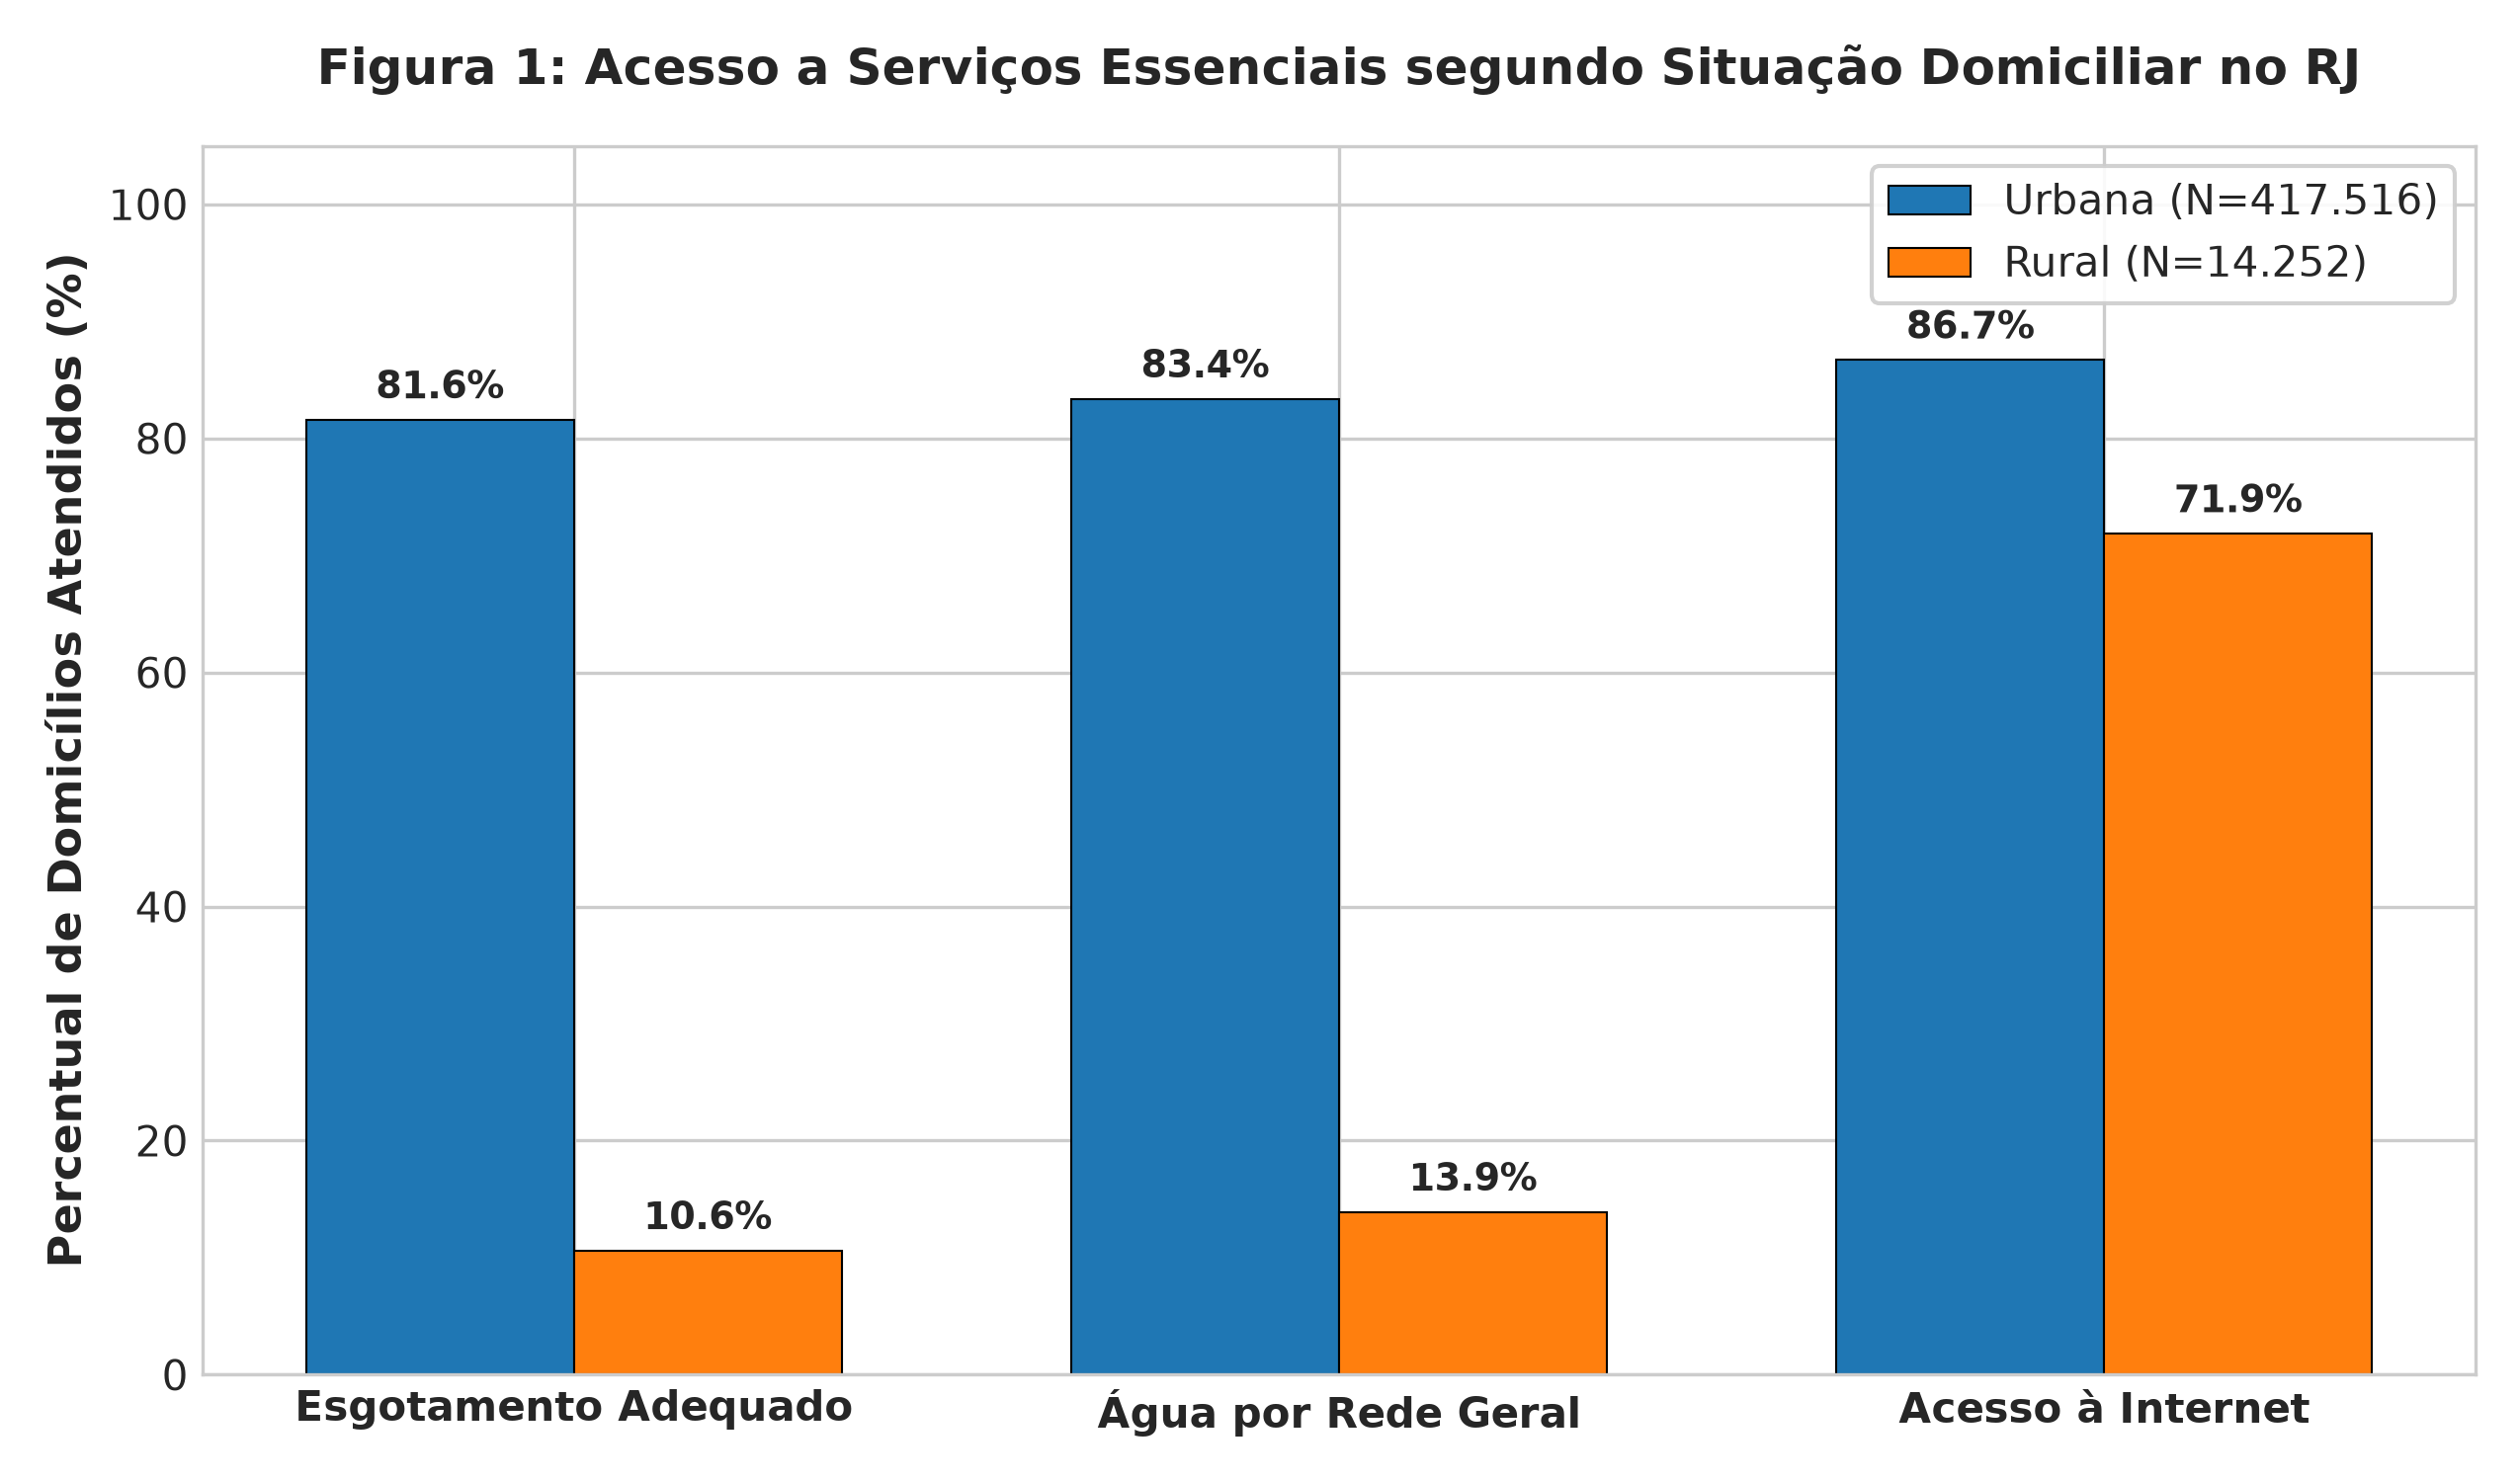 Figura 1: Acesso a Serviços Essenciais segundo Situação Domiciliar no RJ
Percentual de Domicílios Atendidos (%)
100
80
60
40
20
0
Urbana (N=417.516)
Rural (N=14.252)
81.6%
10.6%
83.4%
13.9%
86.7%
71.9%
Esgotamento Adequado
Água por Rede Geral
Acesso à Internet